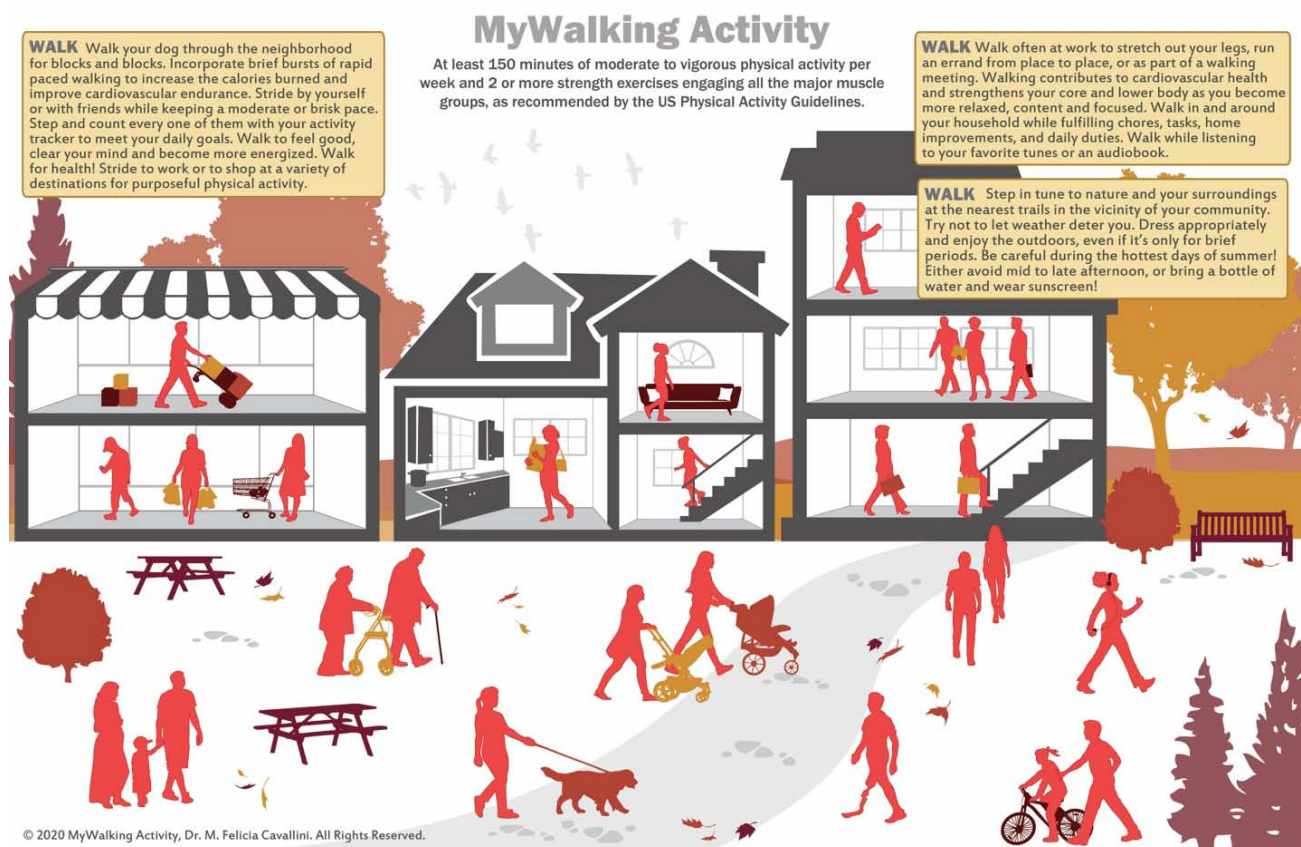 MyWalking Activity
At least 150 minutes of moderate to vigorous physical activity per
week and 2 or more strength exercises engaging all the major muscle
groups, as recommended by the US Physical Activity Guidelines.
WALK Walk your dog through the neighborhood
for blocks and blocks. Incorporate brief bursts of rapid
paced walking to increase the calories burned and
improve cardiovascular endurance. Stride by yourself
or with friends while keeping a moderate or brisk pace.
Step and count every one of them with your activity
tracker to meet your daily goals. Walk to feel good,
clear your mind and become more energized. Walk
for health! Stride to work or to shop at a variety of
destinations for purposeful physical activity.
WALK Walk often at work to stretch out your legs, run
an errand from place to place, or as part of a walking
meeting. Walking contributes to cardiovascular health
and strengthens your core and lower body as you become
more relaxed, content and focused. Walk in and around
your household while fulfilling chores, tasks, home
improvements, and daily duties. Walk while listening
to your favorite tunes or an audiobook.
WALK Step in tune to nature and your surroundings
at the nearest trails in the vicinity of your community.
Try not to let weather deter you. Dress appropriately
and enjoy the outdoors, even if it's only for brief
periods. Be careful during the hottest days of summer!
Either avoid mid to late afternoon, or bring a bottle of
water and wear sunscreen!
© 2020 MyWalking Activity, Dr. M. Felicia Cavallini. All Rights Reserved.